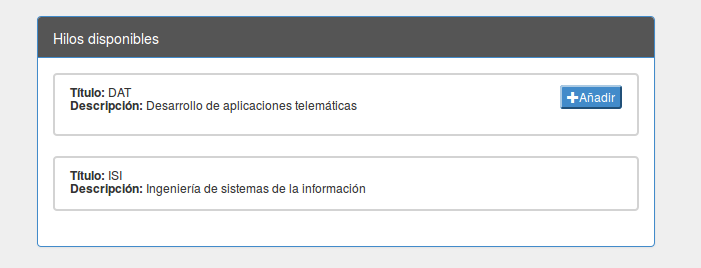 Hilos disponibles
Título: DAT
Descripción: Desarrollo de aplicaciones telemáticas
Añadir
Título: ISI
Descripción: Ingeniería de sistemas de la información